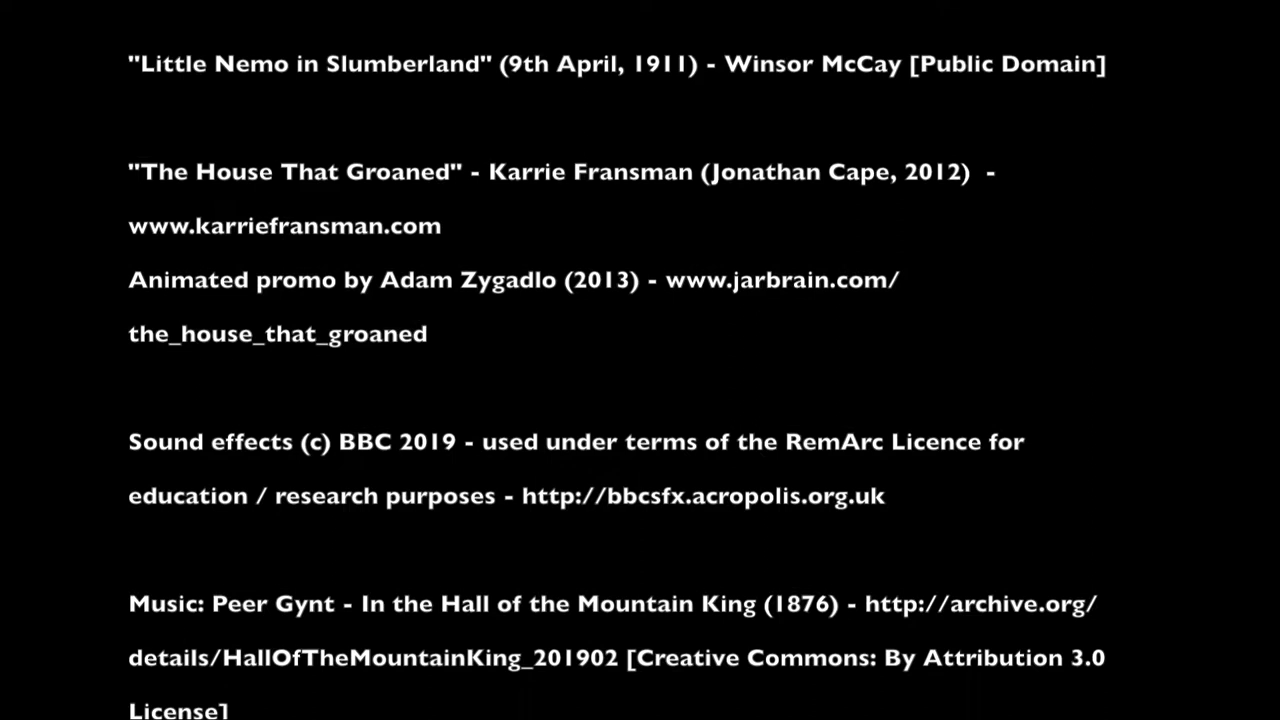 "Little Nemo in Slumberland" (9th April, 1911) - Winsor McCay [Public Domain]
"The House That Groaned" - Karrie Fransman (Jonathan Cape, 2012)  -
www.karriefransman.com
Animated promo by Adam Zygadlo (2013) - www.jarbrain.com/
the_house_that_groaned
Sound effects (c) BBC 2019 - used under terms of the RemArc Licence for
education / research purposes - http://bbcsfx.acropolis.org.uk
Music: Peer Gynt - In the Hall of the Mountain King (1876) - http://archive.org/
details/HallOfTheMountainKing_201902 [Creative Commons: By Attribution 3.0
License]